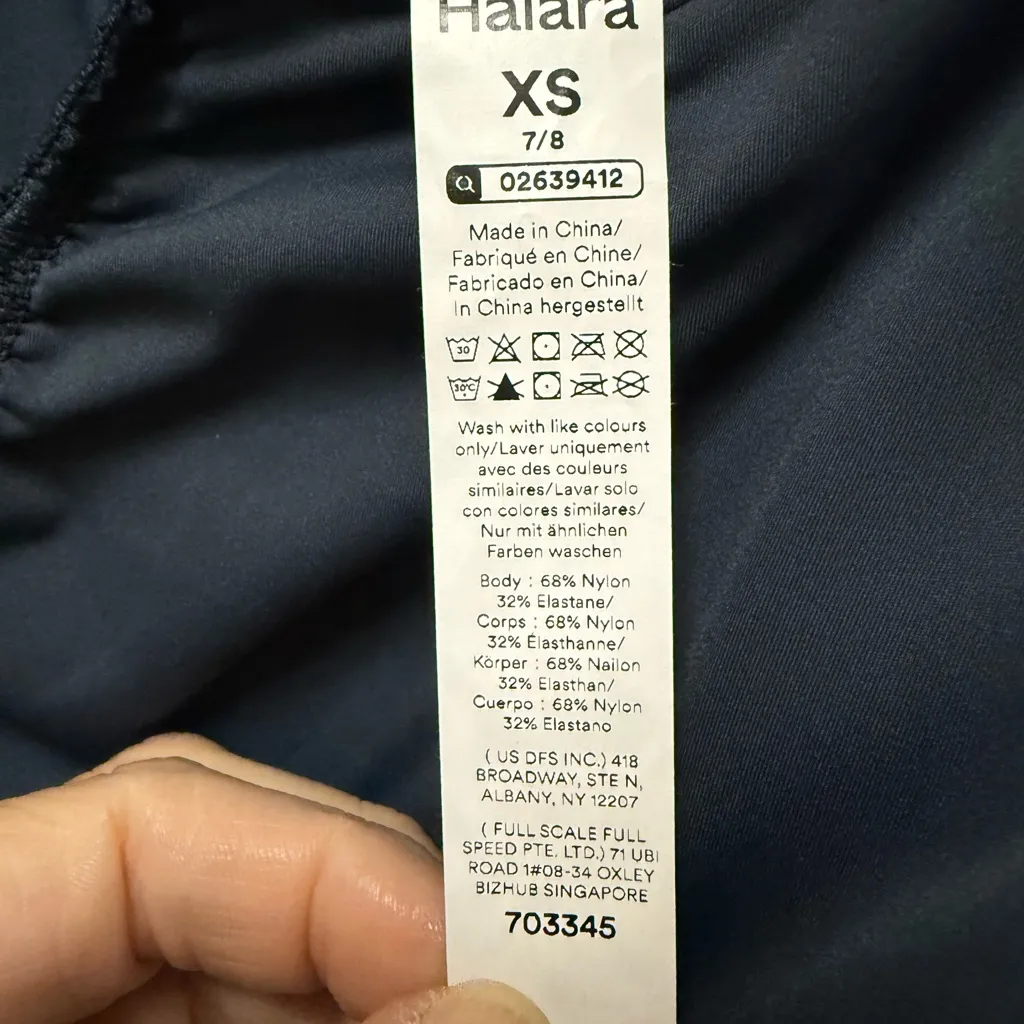 Halara
XS
7/8
02639412
Made in China/
Fabriqué en Chine/
Fabricado en China/
In China hergestellt
30
30°C
Wash with like colours
only/Laver uniquement
avec des couleurs
similaires/Lavar solo
con colores similares/
Nur mit ähnlichen
Farben waschen
Body : 68% Nylon
32% Elastane/
Corps : 68% Nylon
32% Élasthanne/
Körper : 68% Nailon
32% Elasthan/
Cuerpo : 68% Nylon
32% Elastano
( US DFS INC.) 418
BROADWAY, STE N,
ALBANY, NY 12207
( FULL SCALE FULL
SPEED PTE. LTD.) 71 UBI
ROAD 1#08-34 OXLEY
BIZHUB SINGAPORE
703345